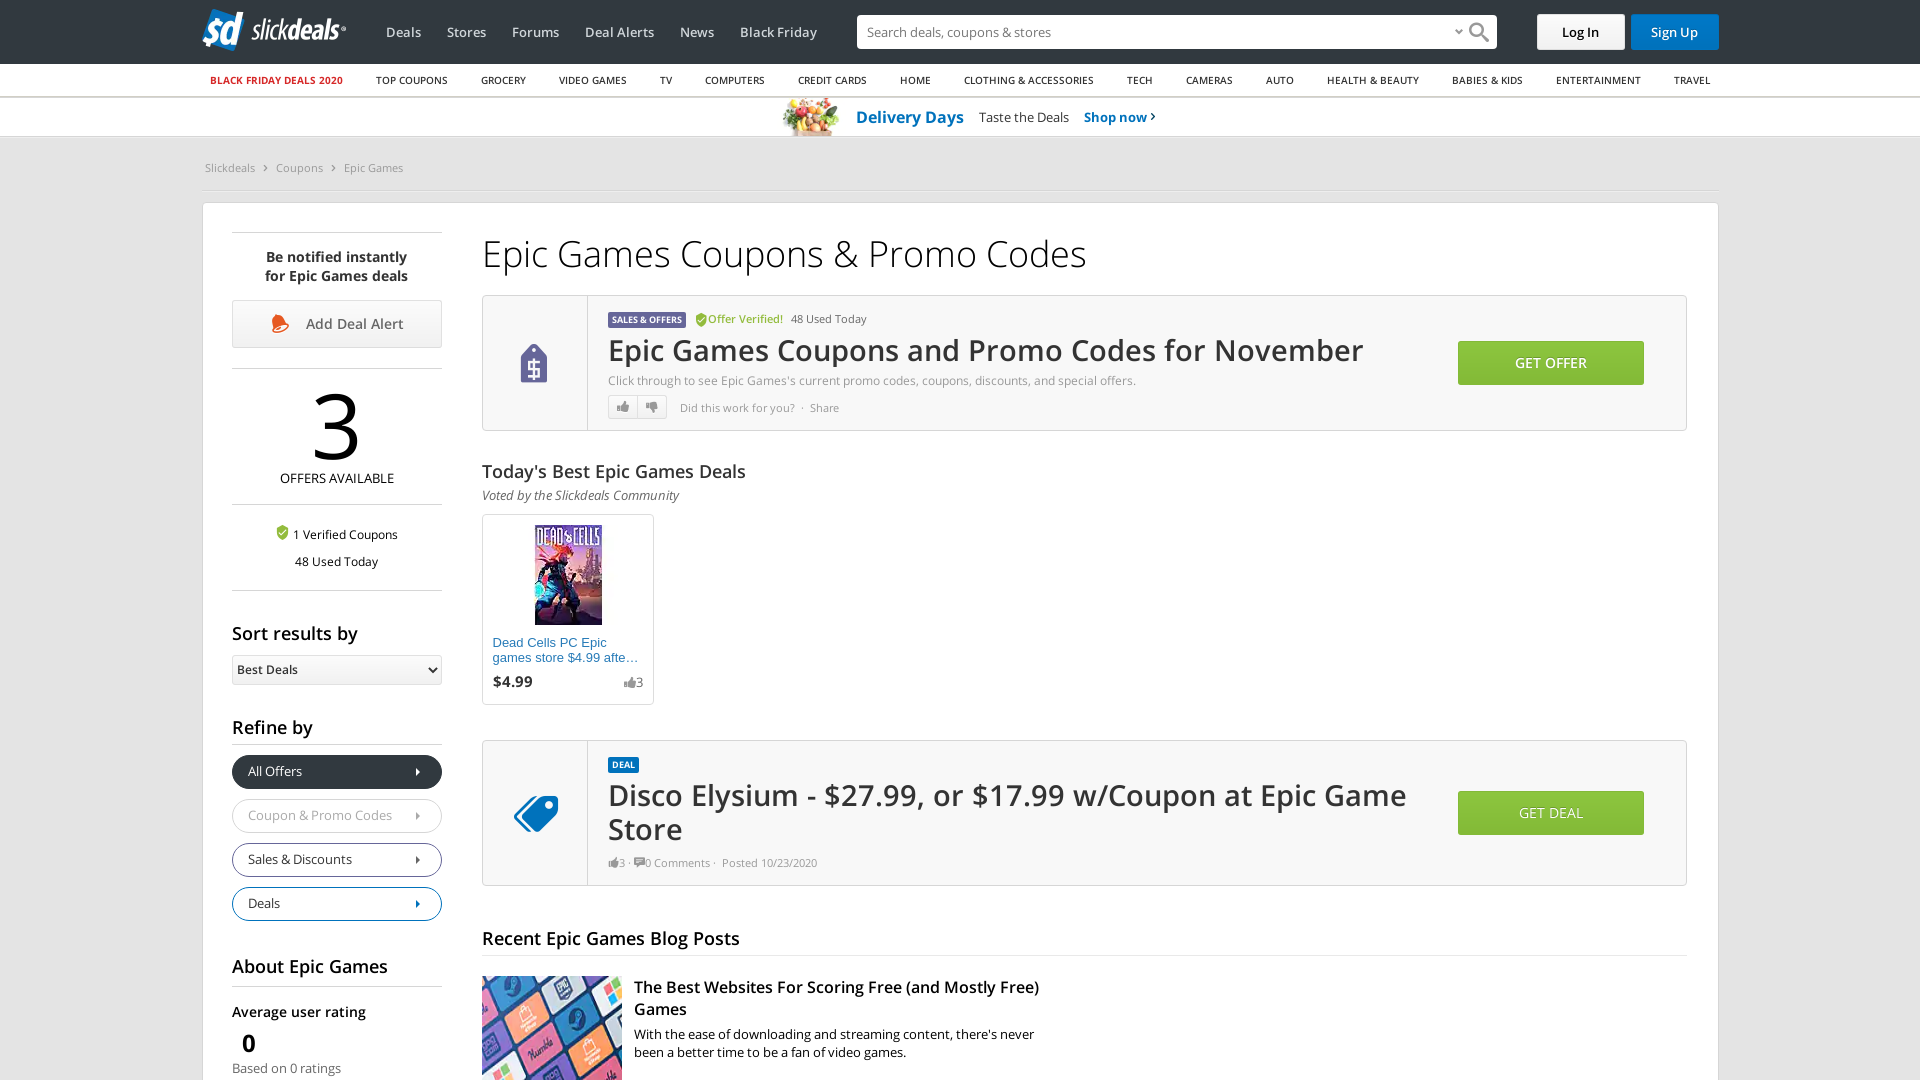 sd slickdeals®
Deals Stores Forums Deal Alerts News Black Friday
Search deals, coupons & stores
Log In
Sign Up
BLACK FRIDAY DEALS 2020 TOP COUPONS GROCERY VIDEO GAMES TV COMPUTERS CREDIT CARDS HOME CLOTHING & ACCESSORIES TECH CAMERAS AUTO HEALTH & BEAUTY BABIES & KIDS ENTERTAINMENT TRAVEL
Delivery Days Taste the Deals Shop now
Slickdeals Coupons Epic Games
Be notified instantly
for Epic Games deals
Add Deal Alert
3
OFFERS AVAILABLE
1 Verified Coupons
48 Used Today
Sort results by
Best Deals
Refine by
All Offers
Coupon & Promo Codes
Sales & Discounts
Deals
About Epic Games
Average user rating
0
Based on 0 ratings
Epic Games Coupons & Promo Codes
SALES & OFFERS Offer Verified! 48 Used Today
Epic Games Coupons and Promo Codes for November
Click through to see Epic Games's current promo codes, coupons, discounts, and special offers.
Did this work for you? · Share
GET OFFER
Today's Best Epic Games Deals
Voted by the Slickdeals Community
DEAD CELLS
Dead Cells PC Epic
games store $4.99 afte…
$4.99 3
DEAL
Disco Elysium - $27.99, or $17.99 w/Coupon at Epic Game
Store
3 · 0 Comments · Posted 10/23/2020
GET DEAL
Recent Epic Games Blog Posts
The Best Websites For Scoring Free (and Mostly Free)
Games
With the ease of downloading and streaming content, there's never
been a better time to be a fan of video games.